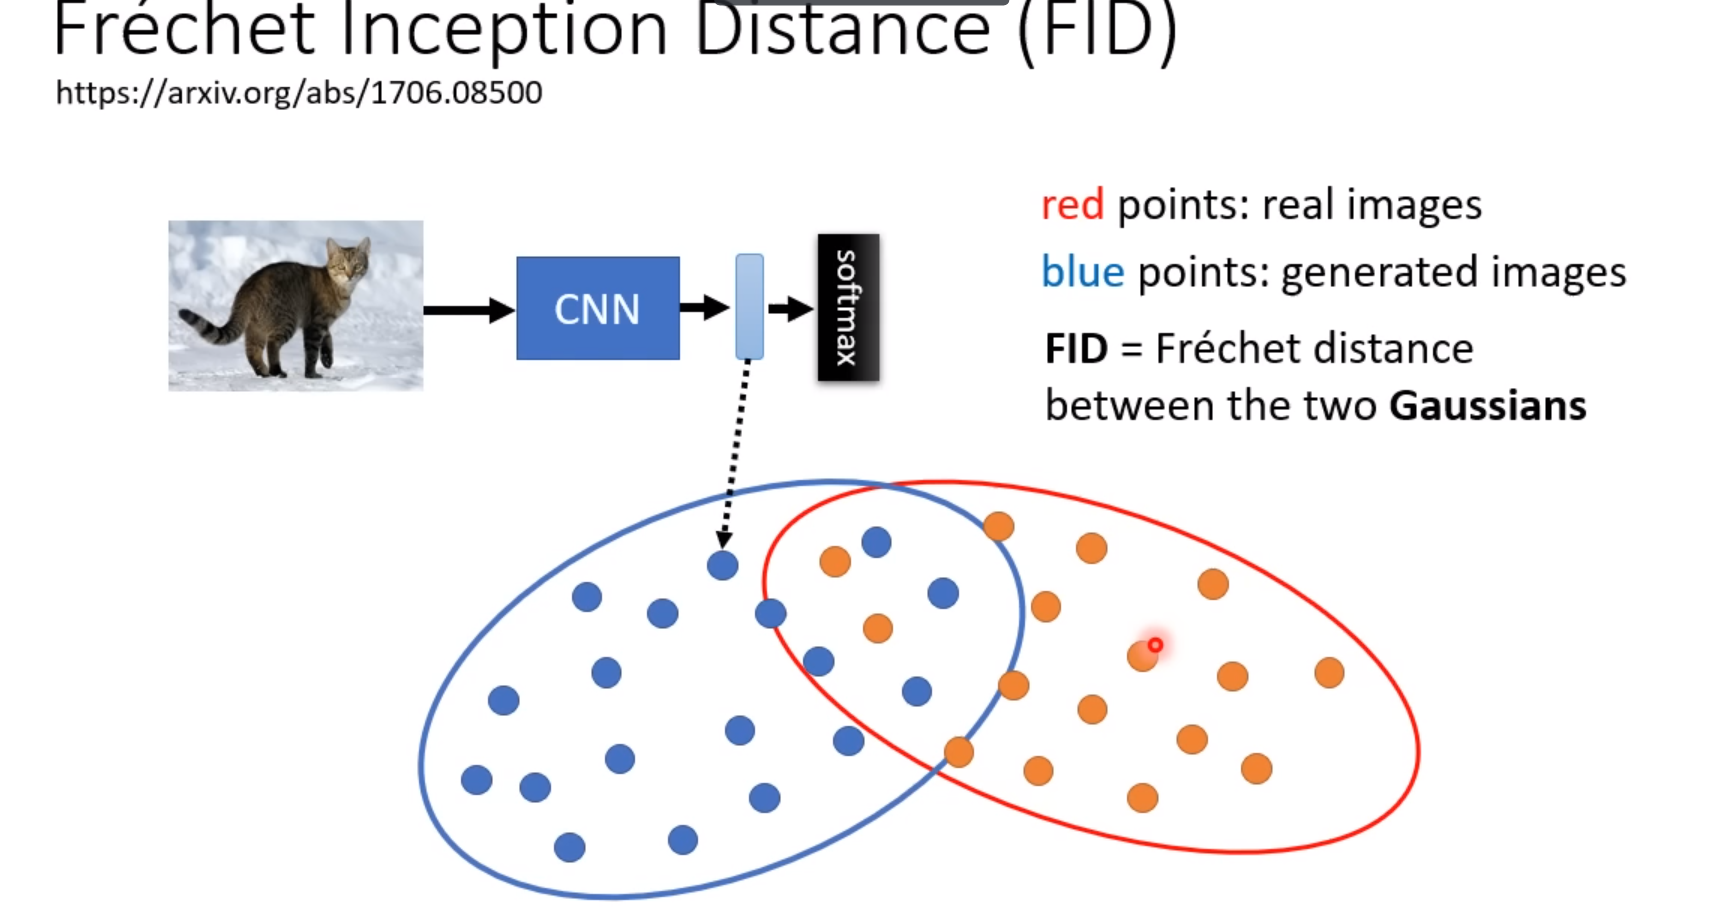 Fréchet Inception Distance (FID)
https://arxiv.org/abs/1706.08500
red points: real images
blue points: generated images
CNN
softmax
FID = Fréchet distance
between the two Gaussians